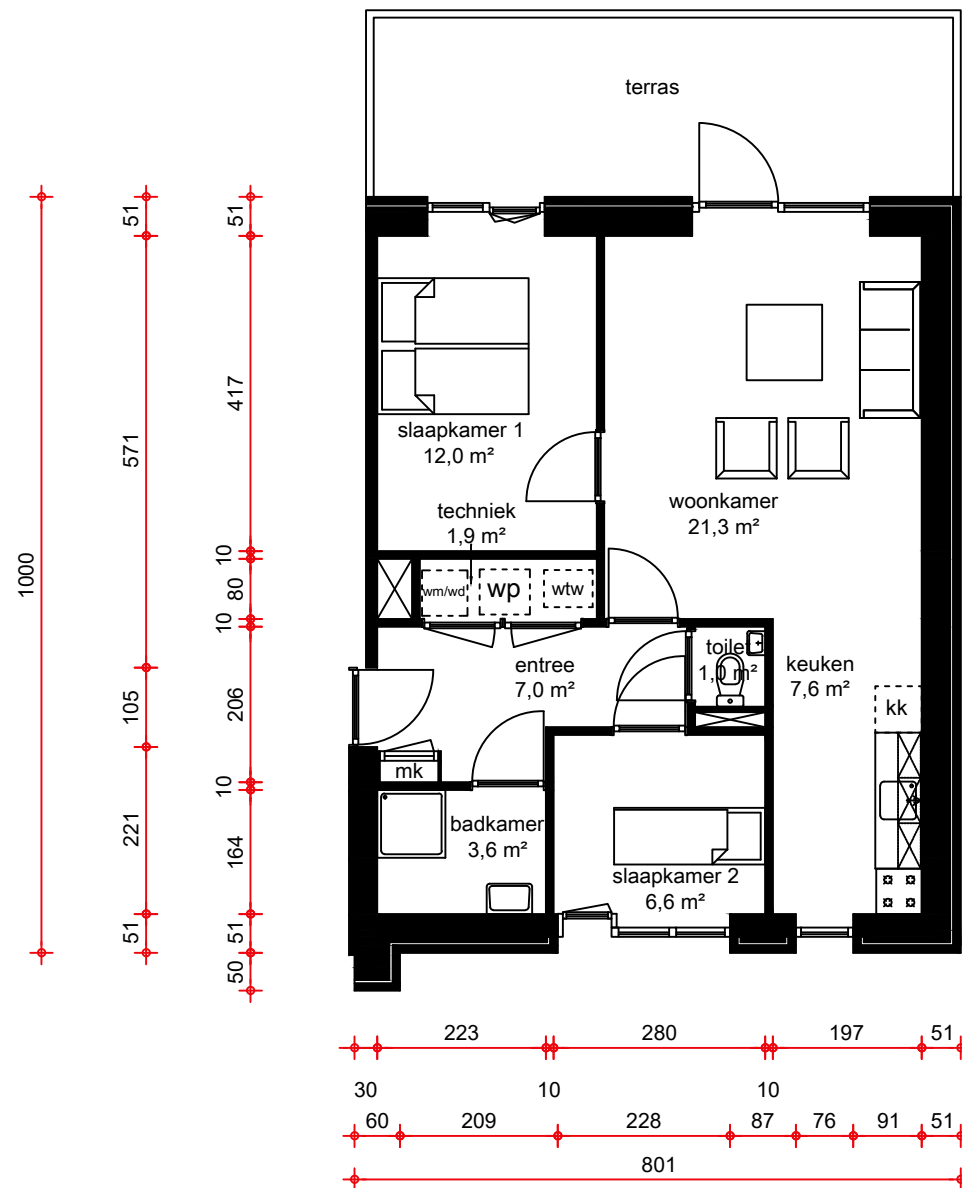 terras
slaapkamer 1
12,0 m²
techniek
1,9 m²
woonkamer
21,3 m²
wm/wd
wp
wtw
entree
7,0 m²
toilet
1,0 m²
keuken
7,6 m²
kk
mk
badkamer
3,6 m²
slaapkamer 2
6,6 m²
1000
51
571
105
221
51
51
417
10
80
10
206
10
164
51
50
223
280
197
51
30
10
10
60
209
228
87
76
91
51
801